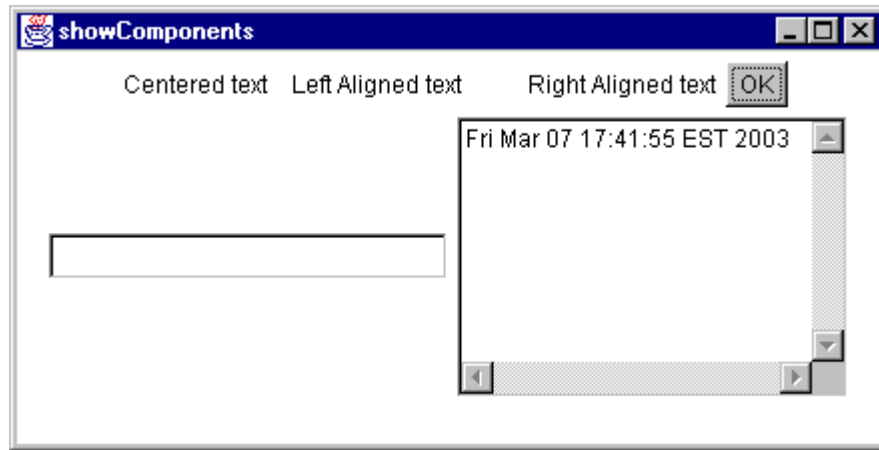 showComponents
Centered text Left Aligned text Right Aligned text OK
Fri Mar 07 17:41:55 EST 2003